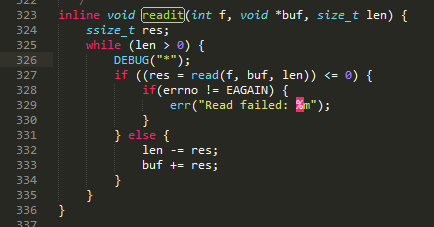 322 */
323 inline void readit(int f, void *buf, size_t len) {
324     ssize_t res;
325     while (len > 0) {
326         DEBUG("*");
327         if ((res = read(f, buf, len)) <= 0) {
328             if(errno != EAGAIN) {
329                 err("Read failed: %m");
330             }
331         } else {
332             len -= res;
333             buf += res;
334         }
335     }
336 }
337